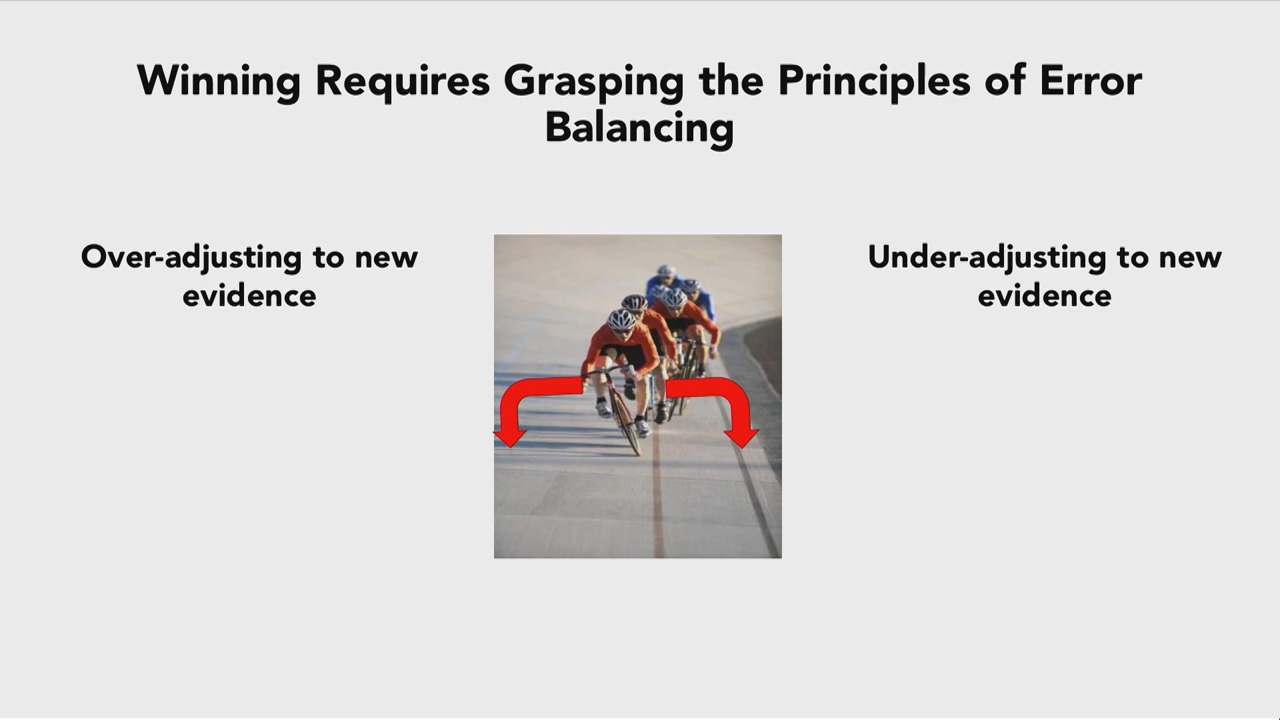 Winning Requires Grasping the Principles of Error
Balancing
Over-adjusting to new
evidence
Under-adjusting to new
evidence